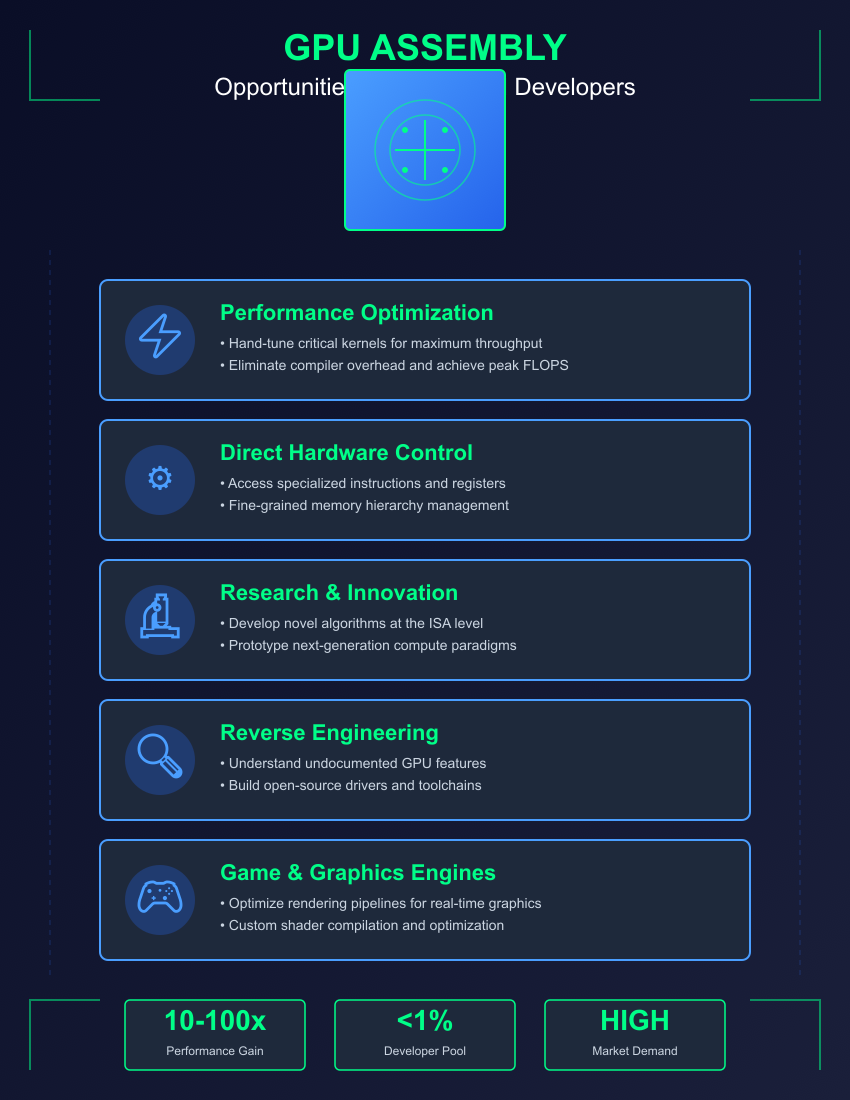 GPU ASSEMBLY
Opportunitie Developers
Performance Optimization
• Hand-tune critical kernels for maximum throughput
• Eliminate compiler overhead and achieve peak FLOPS
Direct Hardware Control
• Access specialized instructions and registers
• Fine-grained memory hierarchy management
Research & Innovation
• Develop novel algorithms at the ISA level
• Prototype next-generation compute paradigms
Reverse Engineering
• Understand undocumented GPU features
• Build open-source drivers and toolchains
Game & Graphics Engines
• Optimize rendering pipelines for real-time graphics
• Custom shader compilation and optimization
10-100x
Performance Gain
<1%
Developer Pool
HIGH
Market Demand